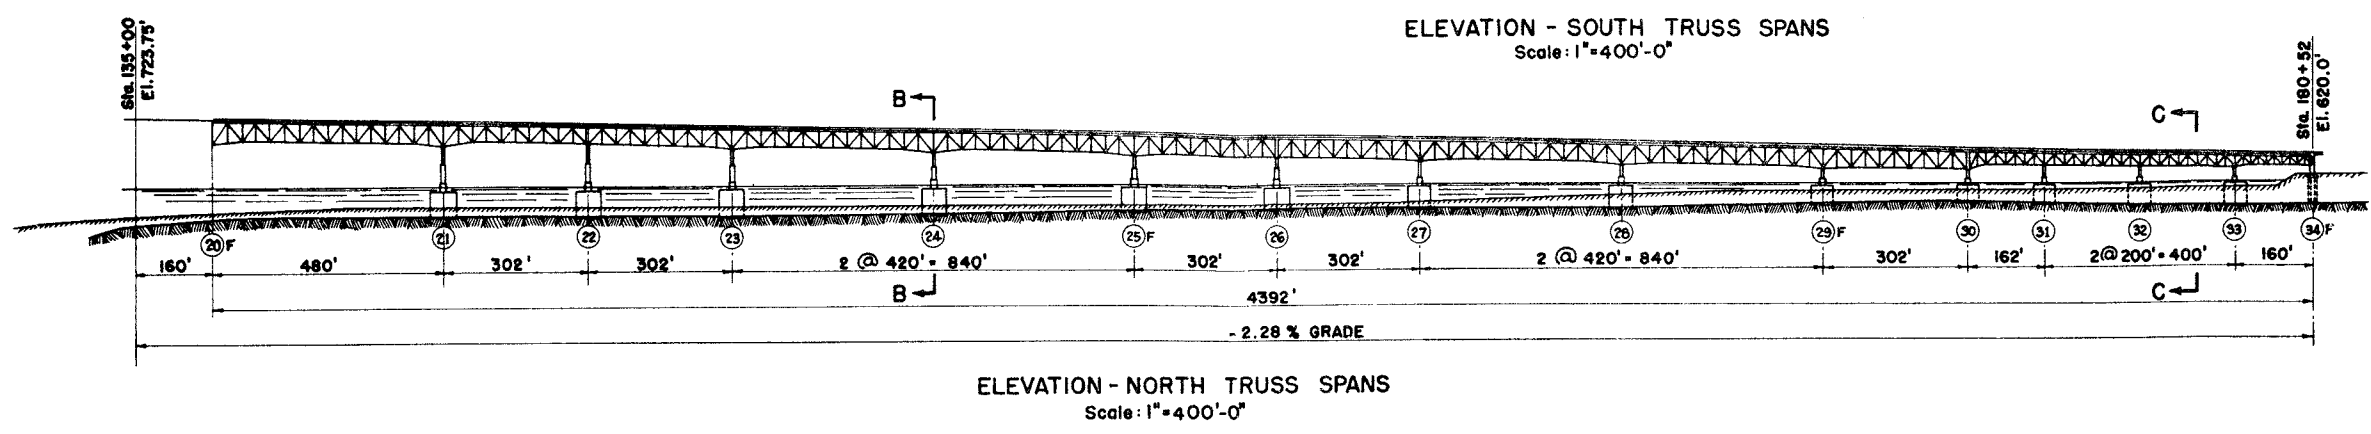 ELEVATION - SOUTH TRUSS SPANS
Scale: 1"=400'-0"
Sta. 135+00
El. 723.75'
Sta. 180+52
El. 620.0'
B
C
20 F 21 22 23 24 25 F 26 27 28 29 F 30 31 32 33 34 F
160' 480' 302' 302' 2 @ 420' = 840' 302' 302' 2 @ 420' = 840' 302' 162' 2@200' = 400' 160'
B
C
4392'
- 2.28 % GRADE
ELEVATION - NORTH TRUSS SPANS
Scale: 1"=400'-0"